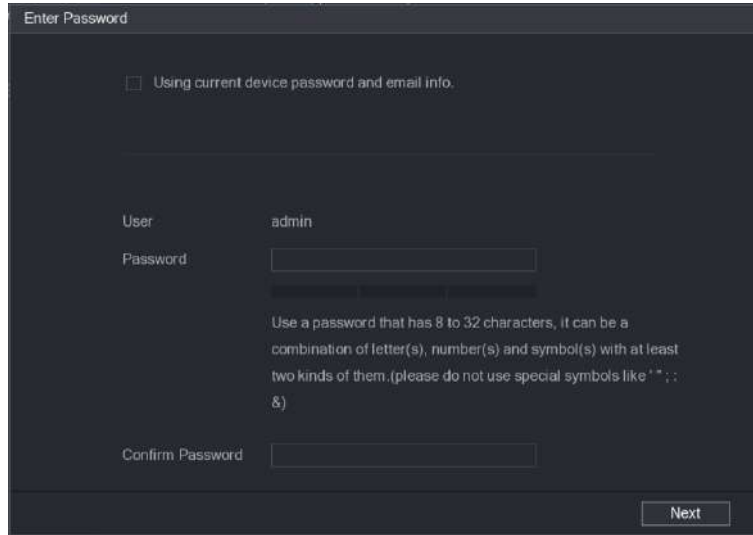 Enter Password
Using current device password and email info.
User admin
Password
Use a password that has 8 to 32 characters, it can be a
combination of letter(s), number(s) and symbol(s) with at least
two kinds of them.(please do not use special symbols like ' " ; :
&)
Confirm Password
Next